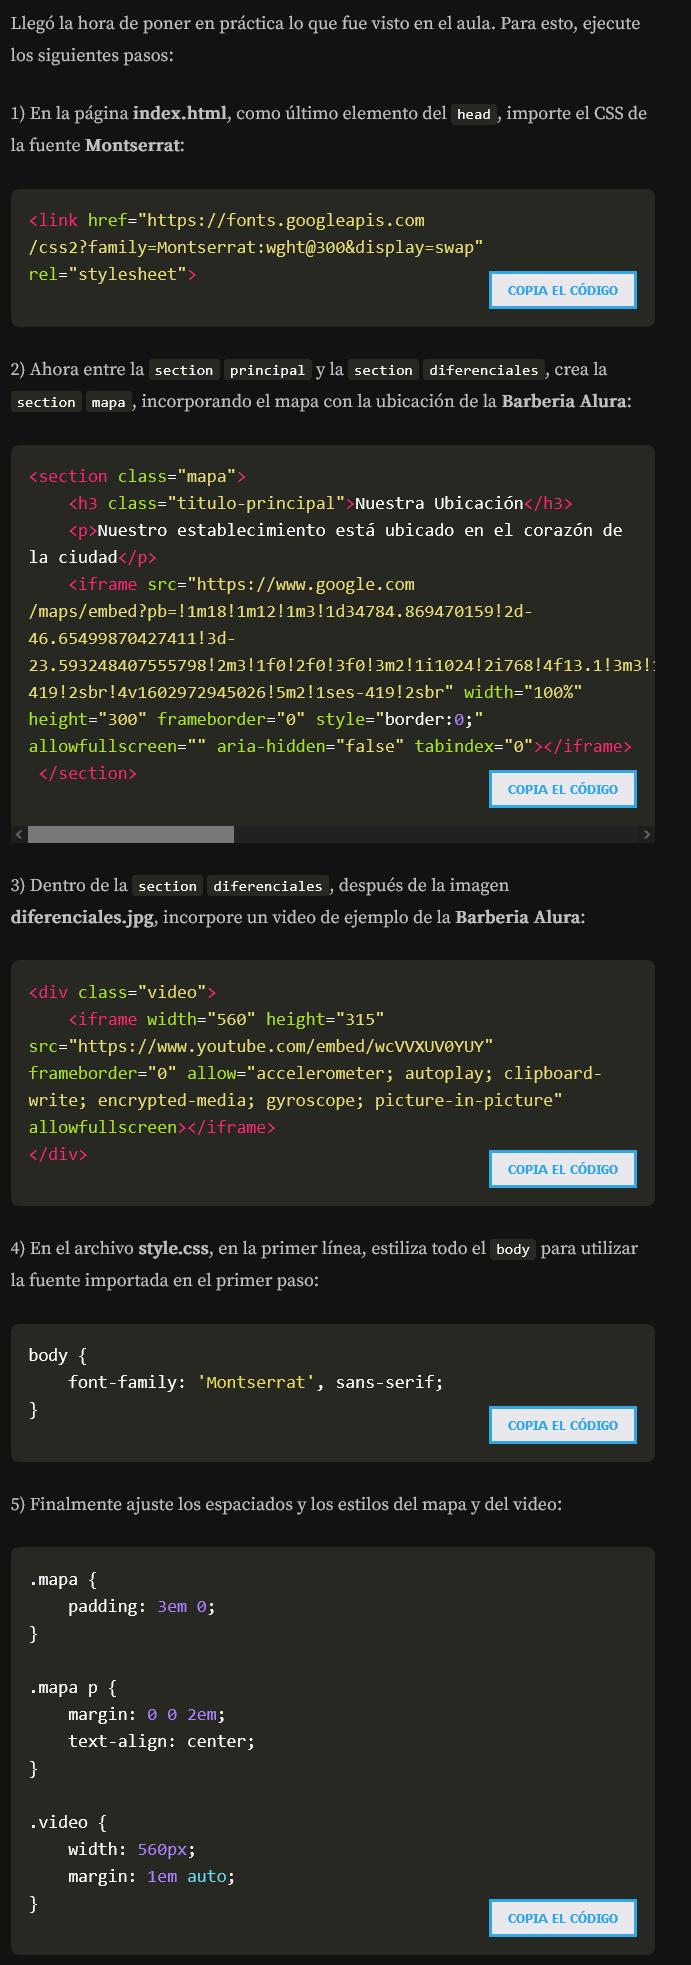 Llegó la hora de poner en práctica lo que fue visto en el aula. Para esto, ejecute
los siguientes pasos:
1) En la página index.html, como último elemento del head, importe el CSS de
la fuente Montserrat:
<link href="https://fonts.googleapis.com
/css2?family=Montserrat:wght@300&display=swap"
rel="stylesheet">
COPIA EL CÓDIGO
2) Ahora entre la section principal y la section diferenciales, crea la
section mapa, incorporando el mapa con la ubicación de la Barberia Alura:
<section class="mapa">
    <h3 class="titulo-principal">Nuestra Ubicación</h3>
    <p>Nuestro establecimiento está ubicado en el corazón de
la ciudad</p>
    <iframe src="https://www.google.com
/maps/embed?pb=!1m18!1m12!1m3!1d34784.869470159!2d-
46.65499870427411!3d-
23.593248407555798!2m3!1f0!2f0!3f0!3m2!1i1024!2i768!4f13.1!3m3!
419!2sbr!4v1602972945026!5m2!1ses-419!2sbr" width="100%"
height="300" frameborder="0" style="border:0;"
allowfullscreen="" aria-hidden="false" tabindex="0"></iframe>
 </section>
COPIA EL CÓDIGO
3) Dentro de la section diferenciales, después de la imagen
diferenciales.jpg, incorpore un video de ejemplo de la Barberia Alura:
<div class="video">
    <iframe width="560" height="315"
src="https://www.youtube.com/embed/wcVVXUV0YUY"
frameborder="0" allow="accelerometer; autoplay; clipboard-
write; encrypted-media; gyroscope; picture-in-picture"
allowfullscreen></iframe>
</div>
COPIA EL CÓDIGO
4) En el archivo style.css, en la primer línea, estiliza todo el body para utilizar
la fuente importada en el primer paso:
body {
    font-family: 'Montserrat', sans-serif;
}
COPIA EL CÓDIGO
5) Finalmente ajuste los espaciados y los estilos del mapa y del video:
.mapa {
    padding: 3em 0;
}
.mapa p {
    margin: 0 0 2em;
    text-align: center;
}
.video {
    width: 560px;
    margin: 1em auto;
}
COPIA EL CÓDIGO